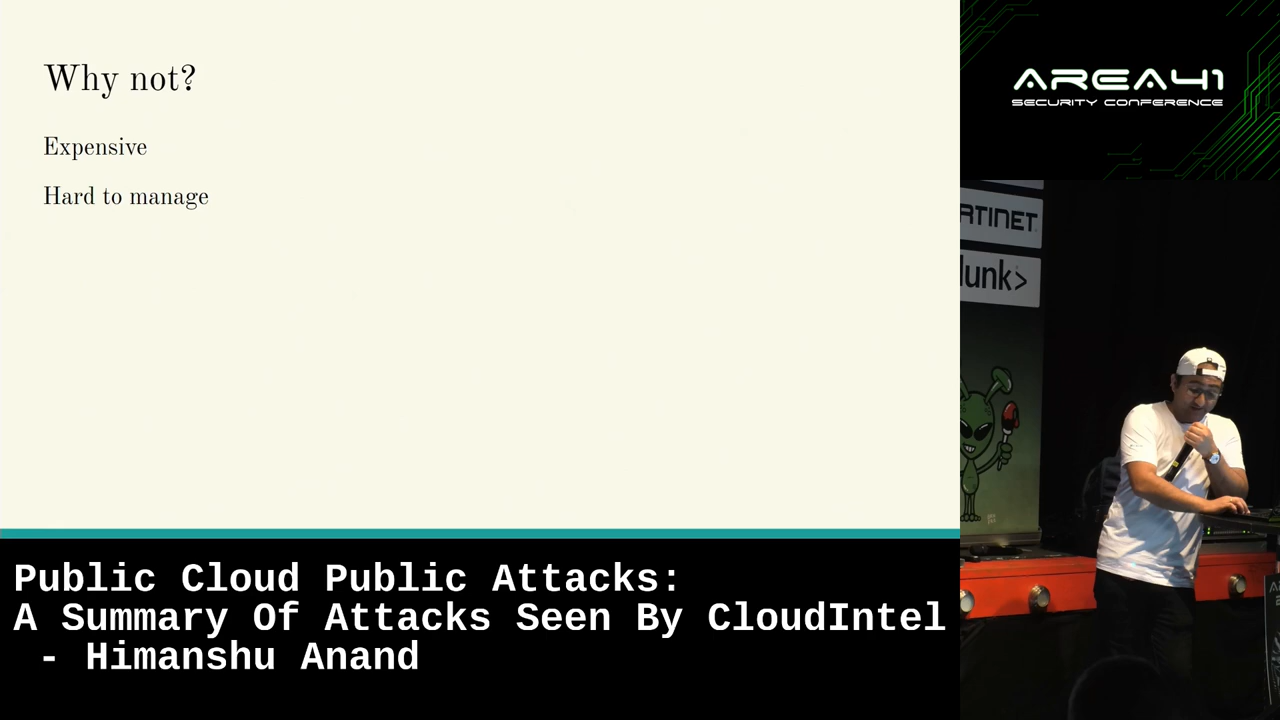 Why not?
Expensive
Hard to manage
AREA41
SECURITY CONFERENCE
RTINET
lunk>
Public Cloud Public Attacks:
A Summary Of Attacks Seen By CloudIntel
- Himanshu Anand